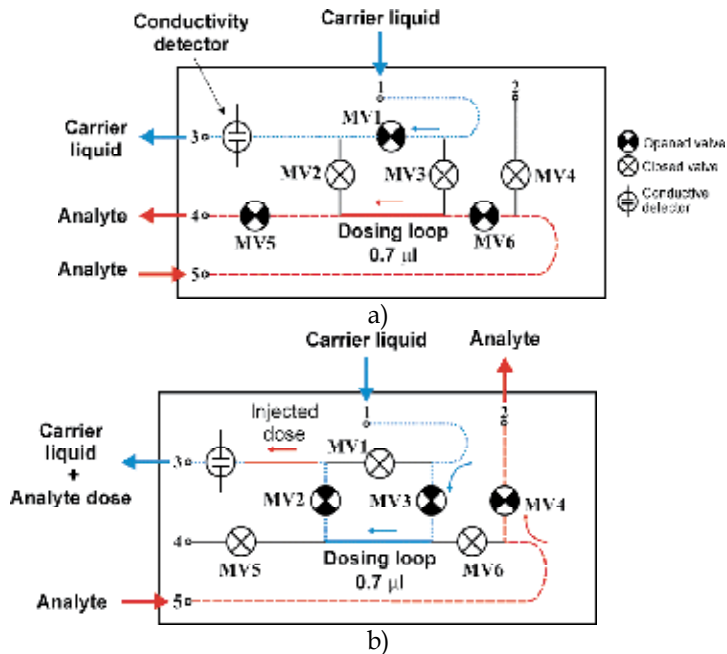 Conductivity
detector
Carrier liquid
1
2
MV1
Carrier
liquid
3
MV2
MV3
MV4
Opened valve
Closed valve
Conductive
detector
Analyte
4
MV5
Dosing loop
0.7 µl
MV6
Analyte
5
a)
Carrier liquid
Analyte
Injected
dose
1
2
MV1
Carrier
liquid
+
Analyte dose
3
MV2
MV3
MV4
4
MV5
Dosing loop
0.7 µl
MV6
Analyte
5
b)